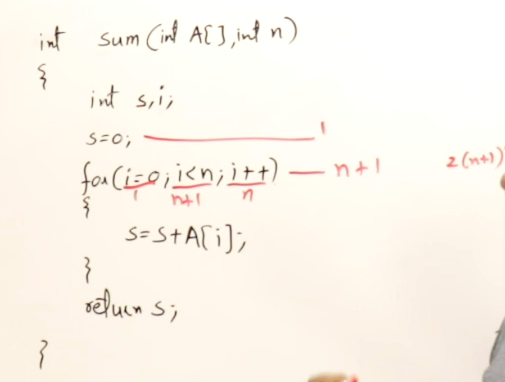 int sum(int A[],int n)
{
int s,i;
s=0; 1
for(i=0;i<n;i++) n+1 2(n+1)
1 n+1 n
{
s=s+A[i];
}
return s;
}